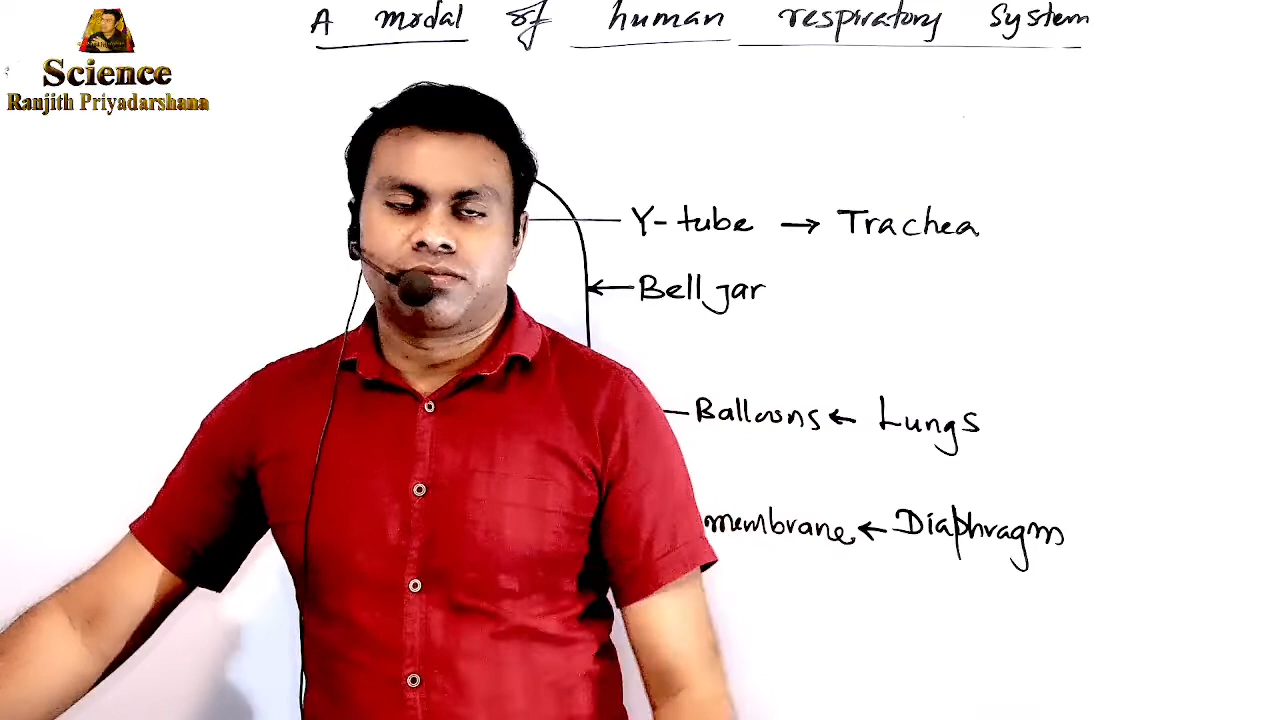 A modal of human respiratory system
Science
Ranjith Priyadarshana
Y-tube → Trachea
Bell jar
Balloons ← Lungs
membrane ← Diaphragm